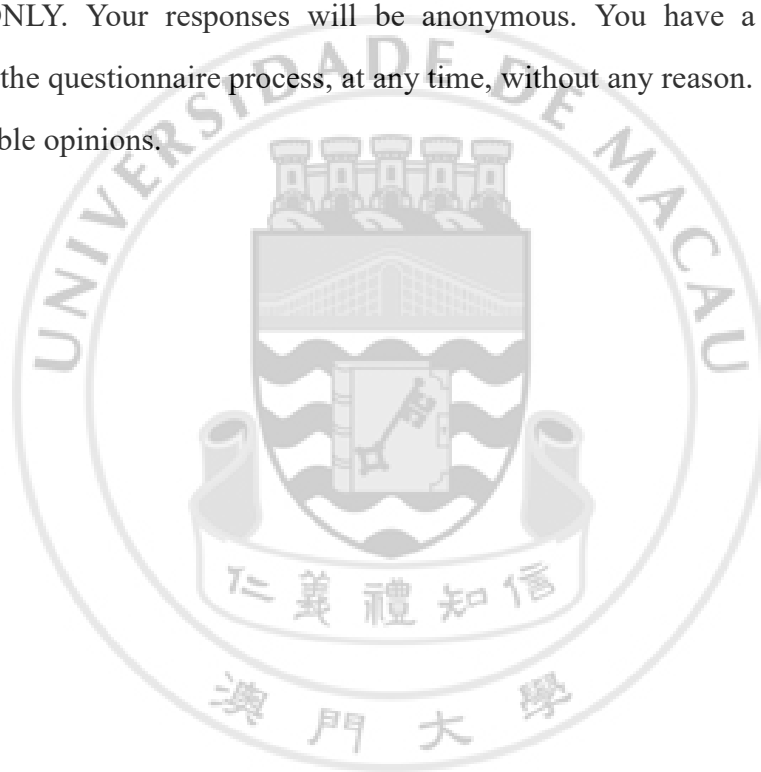 ONLY. Your responses will be anonymous. You have a
the questionnaire process, at any time, without any reason.
ble opinions.
UNIVERSIDADE DE MACAU
仁義禮知信
澳門大學